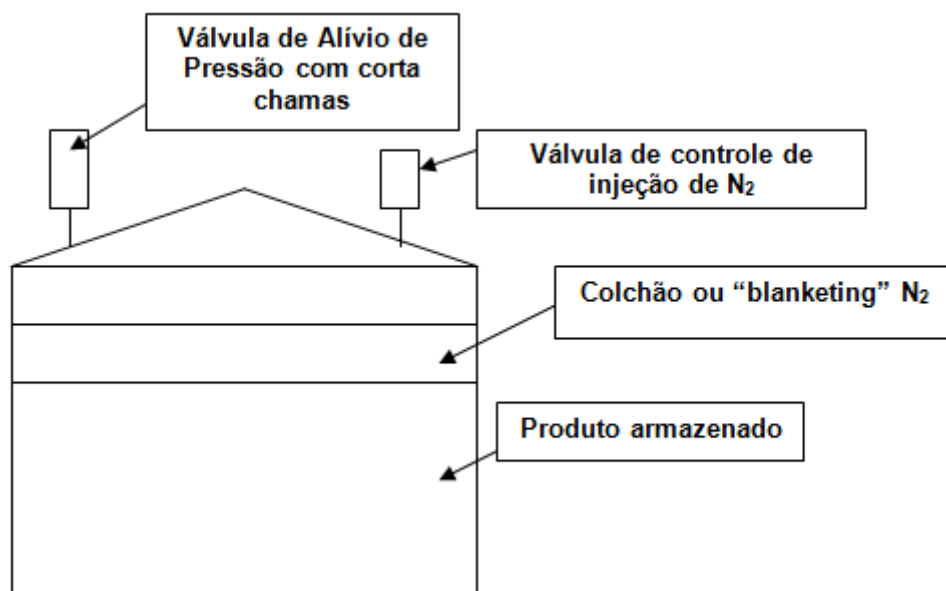 Válvula de Alívio de
Pressão com corta
chamas
Válvula de controle de
injeção de N₂
Colchão ou “blanketing” N₂
Produto armazenado